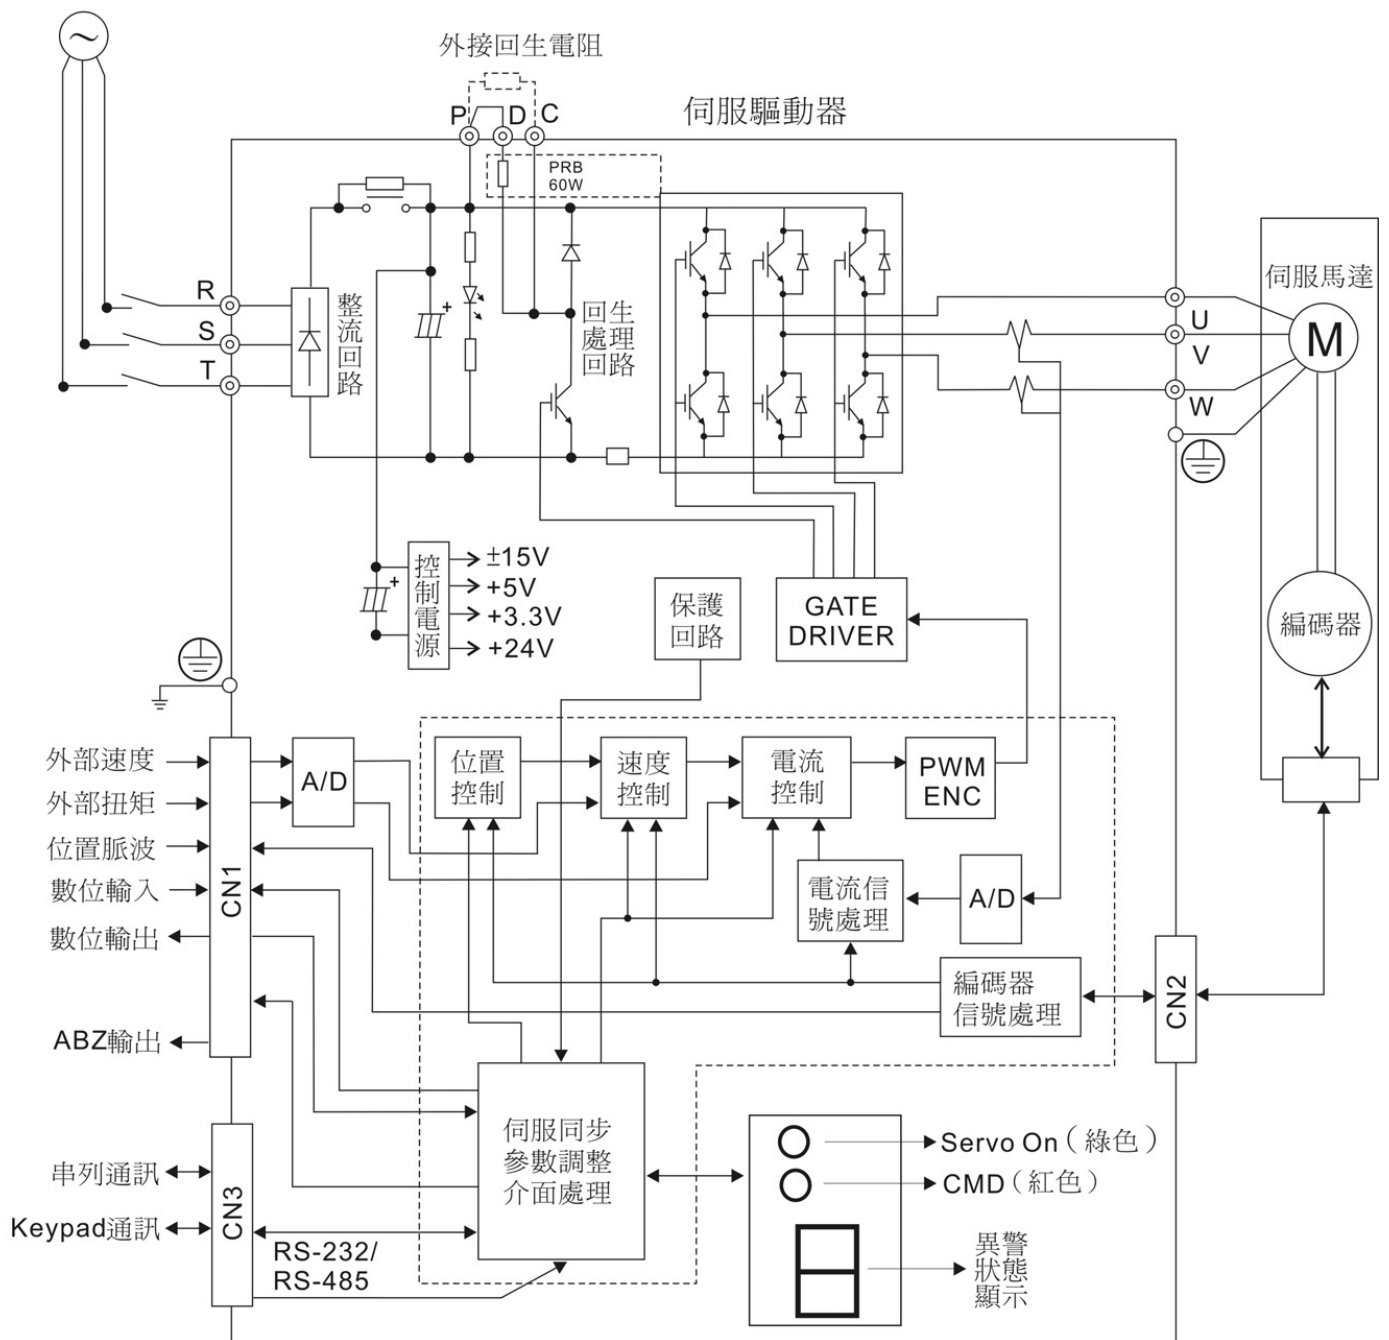 外接回生電阻
P D C
伺服驅動器
PRB
60W
R
S
T
整流回路
+
回生
處理
回路
伺服馬達
M
U
V
W
控制電源
+
±15V
+5V
+3.3V
+24V
保護
回路
GATE
DRIVER
編碼器
外部速度
外部扭矩
位置脈波
數位輸入
數位輸出
ABZ輸出
CN1
A/D
位置
控制
速度
控制
電流
控制
PWM
ENC
電流信
號處理
A/D
編碼器
信號處理
CN2
伺服同步
參數調整
介面處理
串列通訊
Keypad通訊
CN3
RS-232/
RS-485
Servo On（綠色）
CMD（紅色）
異警
狀態
顯示